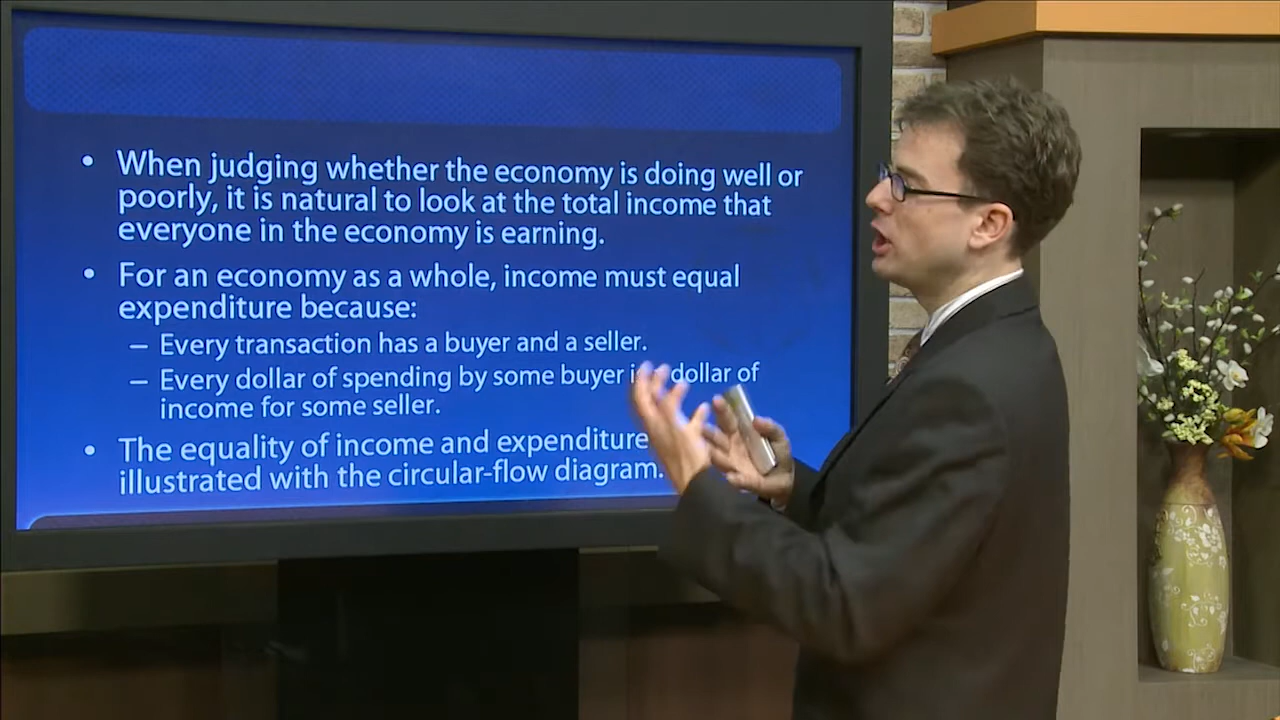 • When judging whether the economy is doing well or
poorly, it is natural to look at the total income that
everyone in the economy is earning.
• For an economy as a whole, income must equal
expenditure because:
– Every transaction has a buyer and a seller.
– Every dollar of spending by some buyer dollar of
income for some seller.
• The equality of income and expenditure
illustrated with the circular-flow diagram.